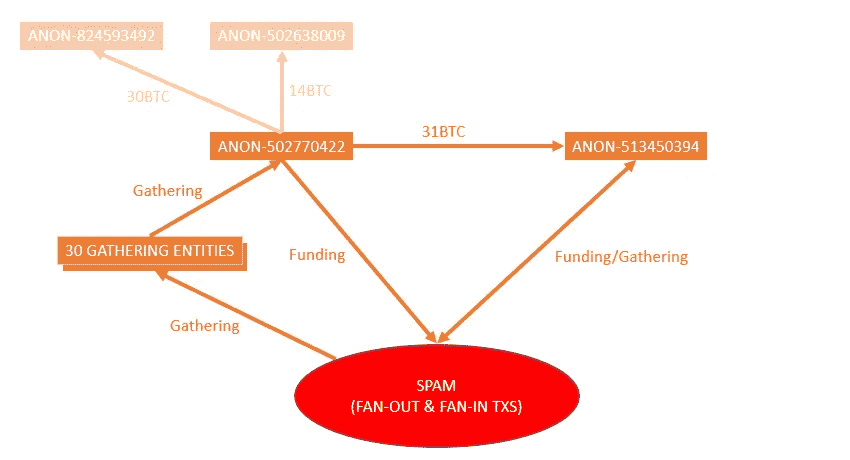 ANON-824593492
ANON-502638009
30BTC
14BTC
31BTC
ANON-502770422
ANON-513450394
Gathering
30 GATHERING ENTITIES
Funding
Funding/Gathering
Gathering
SPAM
(FAN-OUT & FAN-IN TXS)